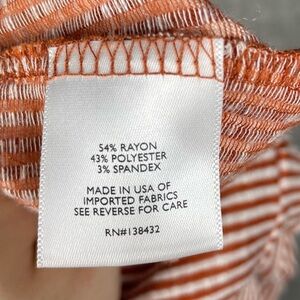 54% RAYON
43% POLYESTER
3% SPANDEX
MADE IN USA OF
IMPORTED FABRICS
SEE REVERSE FOR CARE
RN#138432